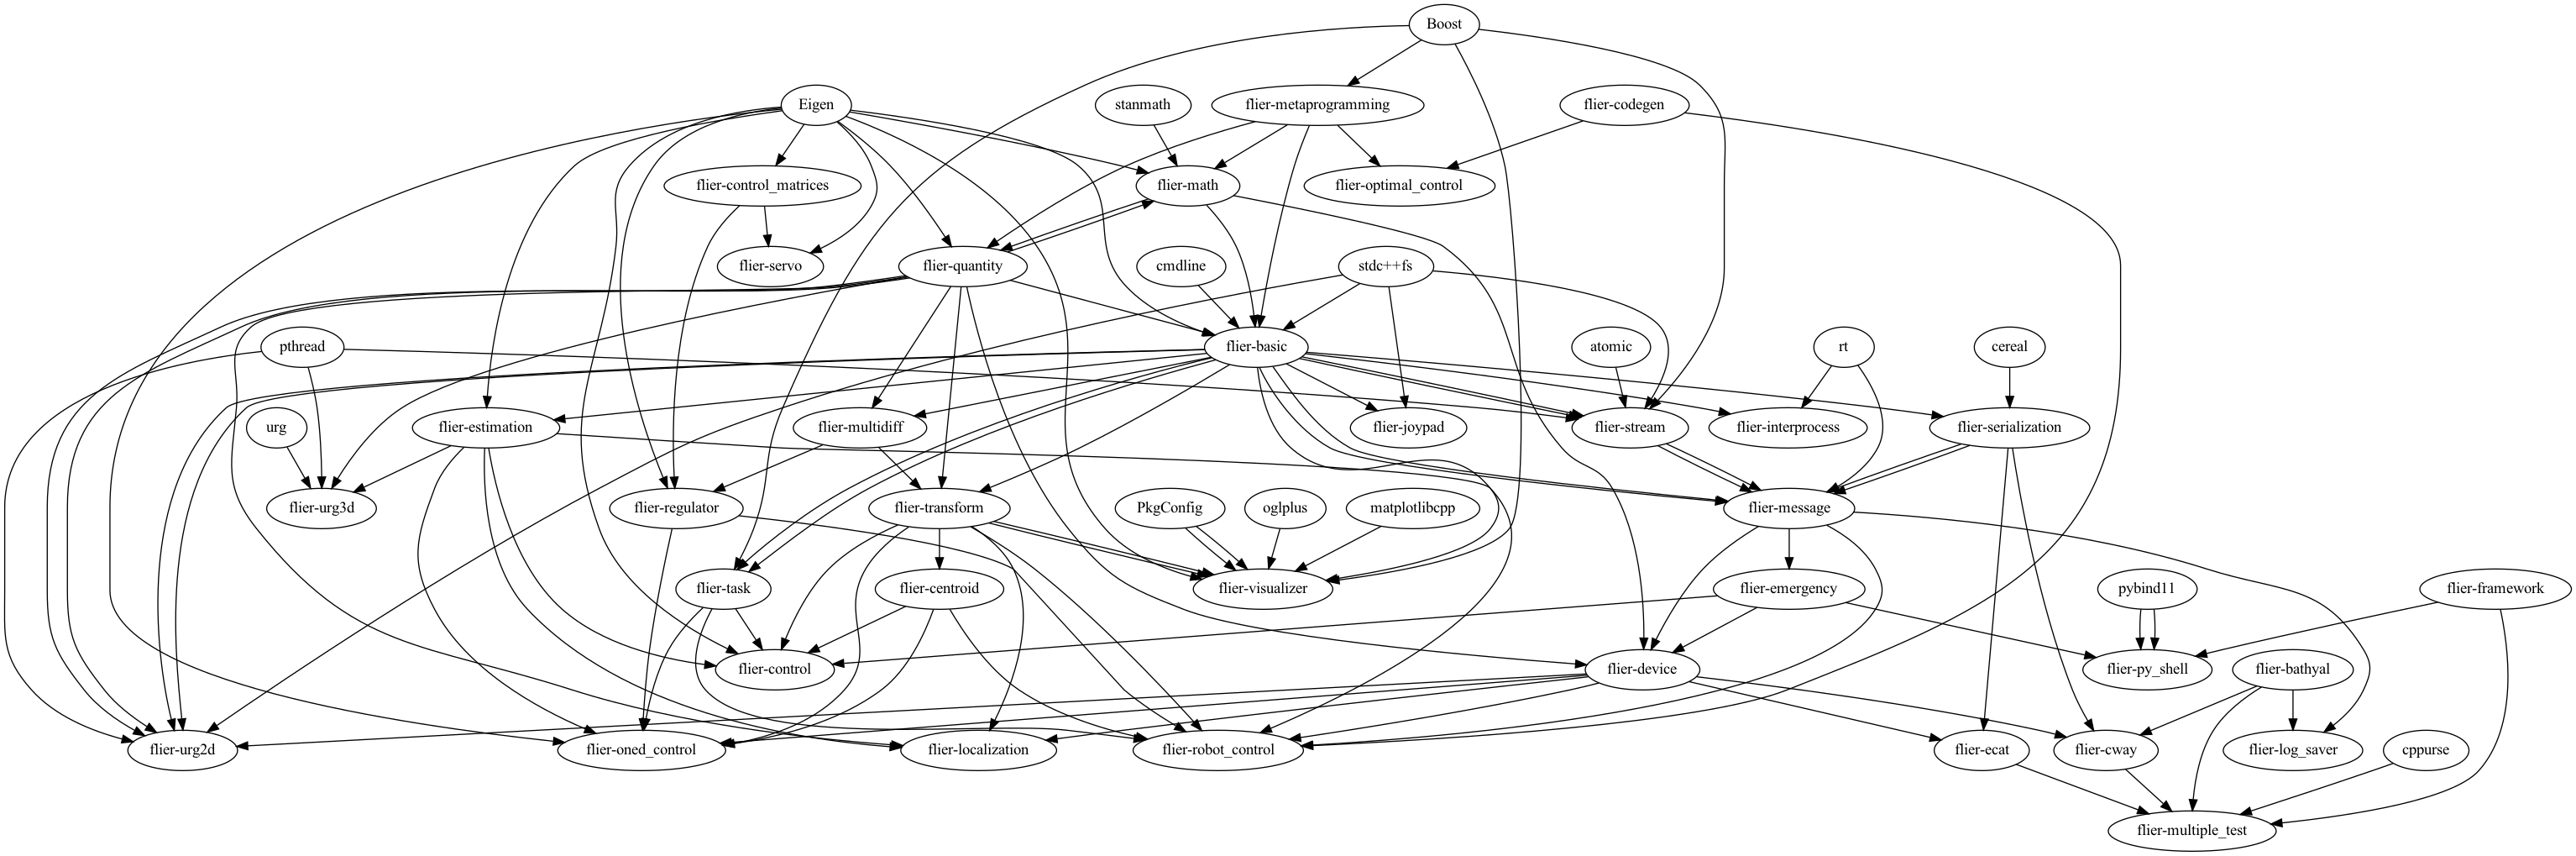 Boost
Eigen
stanmath
flier-metaprogramming
flier-codegen
flier-control_matrices
flier-math
flier-optimal_control
flier-servo
flier-quantity
cmdline
stdc++fs
pthread
flier-basic
atomic
rt
cereal
urg
flier-estimation
flier-multidiff
flier-joypad
flier-stream
flier-interprocess
flier-serialization
flier-urg3d
flier-regulator
flier-transform
PkgConfig
oglplus
matplotlibcpp
flier-message
flier-task
flier-centroid
flier-visualizer
flier-emergency
pybind11
flier-framework
flier-control
flier-device
flier-py_shell
flier-bathyal
flier-urg2d
flier-oned_control
flier-localization
flier-robot_control
flier-ecat
flier-cway
flier-log_saver
cppurse
flier-multiple_test